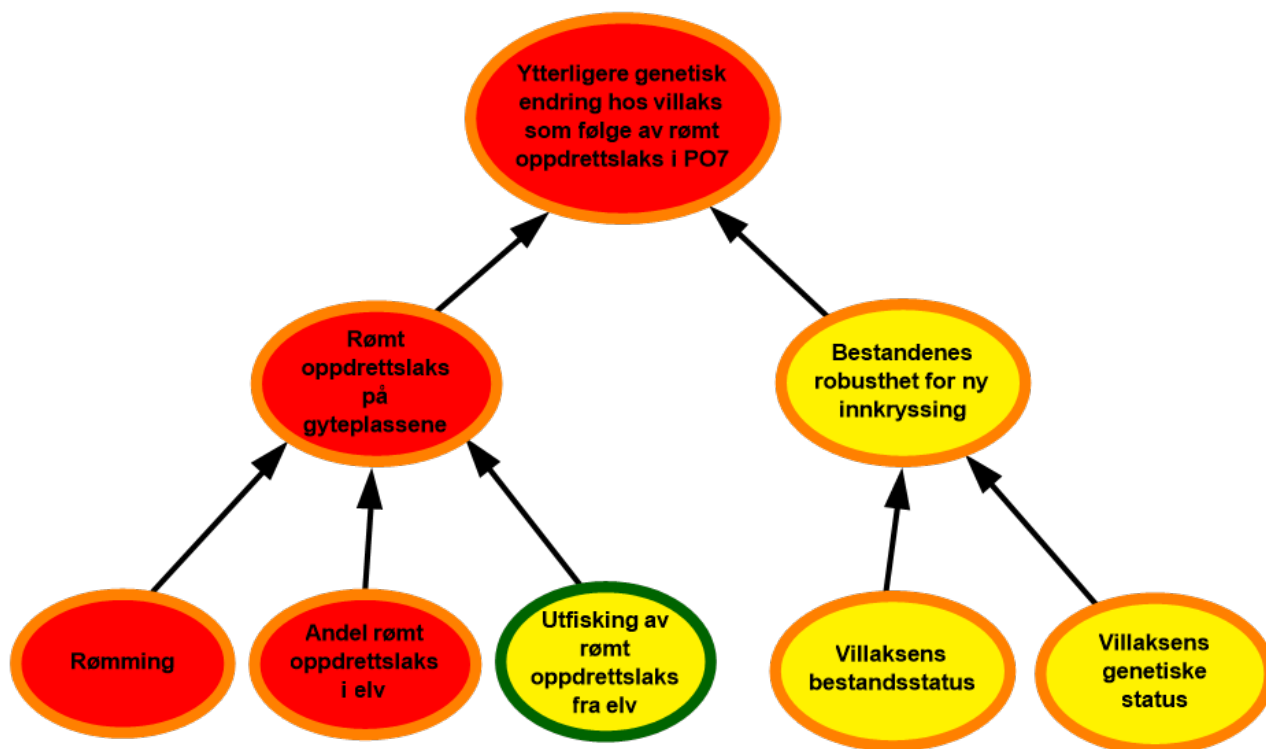 Ytterligere genetisk
endring hos villaks
som følge av rømt
oppdrettslaks i PO7
Rømt
oppdrettslaks
på
gyteplassene
Bestandenes
robusthet for ny
innkryssing
Rømming
Andel rømt
oppdrettslaks
i elv
Utfisking av
rømt
oppdrettslaks
fra elv
Villaksens
bestandsstatus
Villaksens
genetiske
status